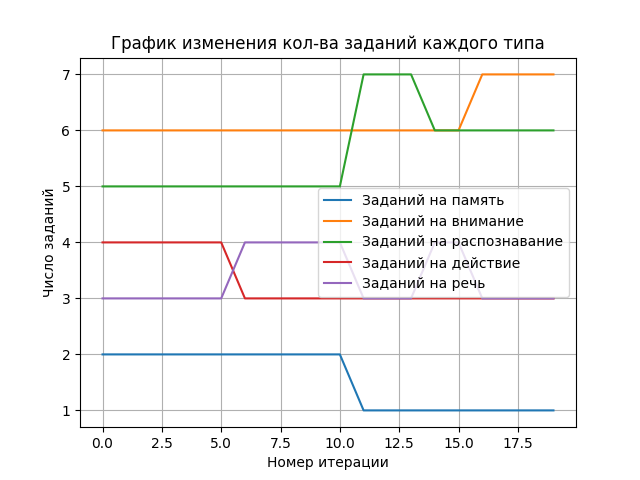 График изменения кол-ва заданий каждого типа
7
6
5
4
3
2
1
Число заданий
Заданий на память
Заданий на внимание
Заданий на распознавание
Заданий на действие
Заданий на речь
0.0 2.5 5.0 7.5 10.0 12.5 15.0 17.5
Номер итерации